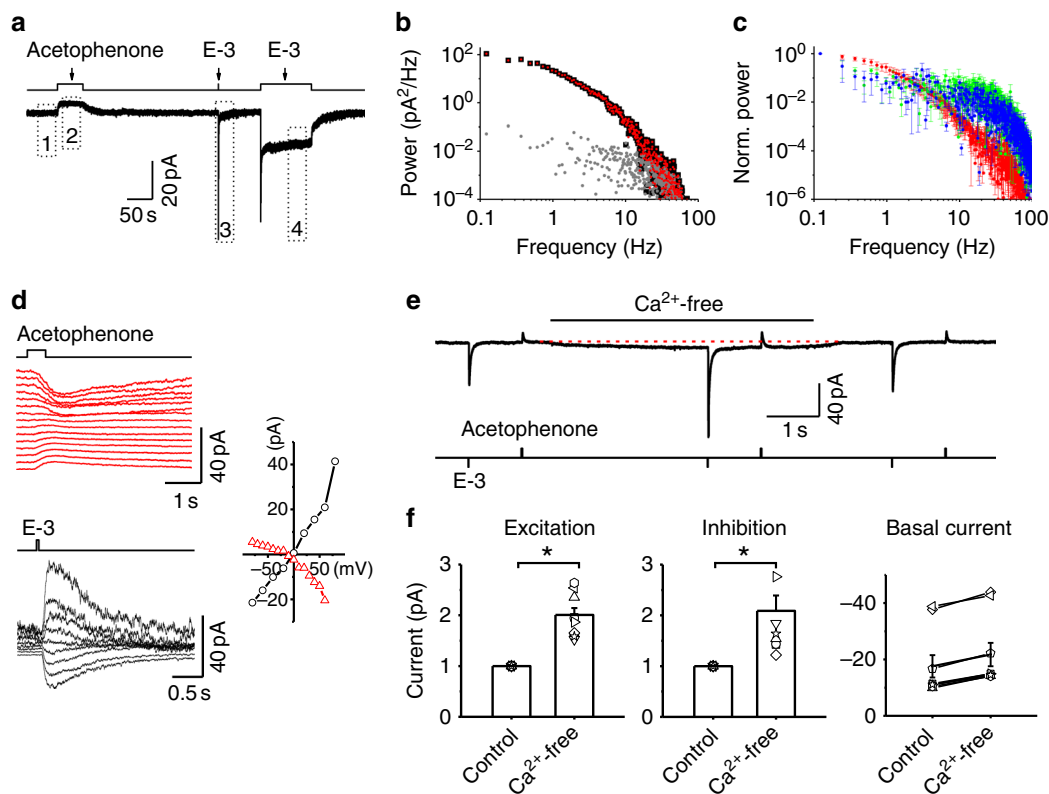 a
Acetophenone
E-3
E-3
1
2
3
4
20 pA
50 s
b
Power (pA²/Hz)
10²
10⁰
10⁻²
10⁻⁴
0.1
1
10
100
Frequency (Hz)
c
Norm. power
10⁰
10⁻²
10⁻⁴
10⁻⁶
0.1
1
10
100
Frequency (Hz)
d
Acetophenone
40 pA
1 s
E-3
40 pA
0.5 s
(pA)
40
20
−20
−50
50 (mV)
e
Ca²⁺-free
40 pA
1 s
Acetophenone
E-3
f
Excitation
*
Current (pA)
3
2
1
0
Control
Ca²⁺-free
Inhibition
*
3
2
1
0
Control
Ca²⁺-free
Basal current
−40
−20
0
Control
Ca²⁺-free